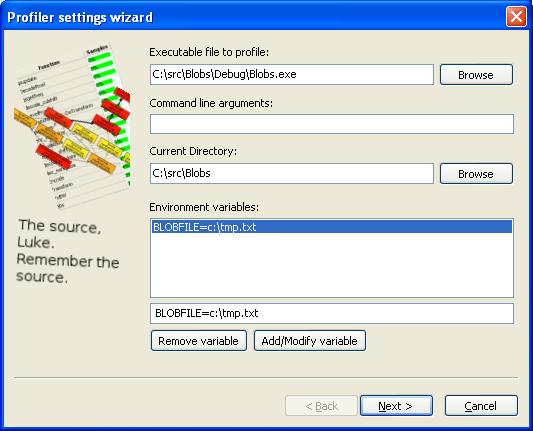 Profiler settings wizard
Function Samples
Executable file to profile:
C:\src\Blobs\Debug\Blobs.exe
Browse
Command line arguments:
Current Directory:
C:\src\Blobs
Browse
Environment variables:
BLOBFILE=c:\tmp.txt
BLOBFILE=c:\tmp.txt
Remove variable
Add/Modify variable
The source,
Luke.
Remember the
source.
< Back
Next >
Cancel